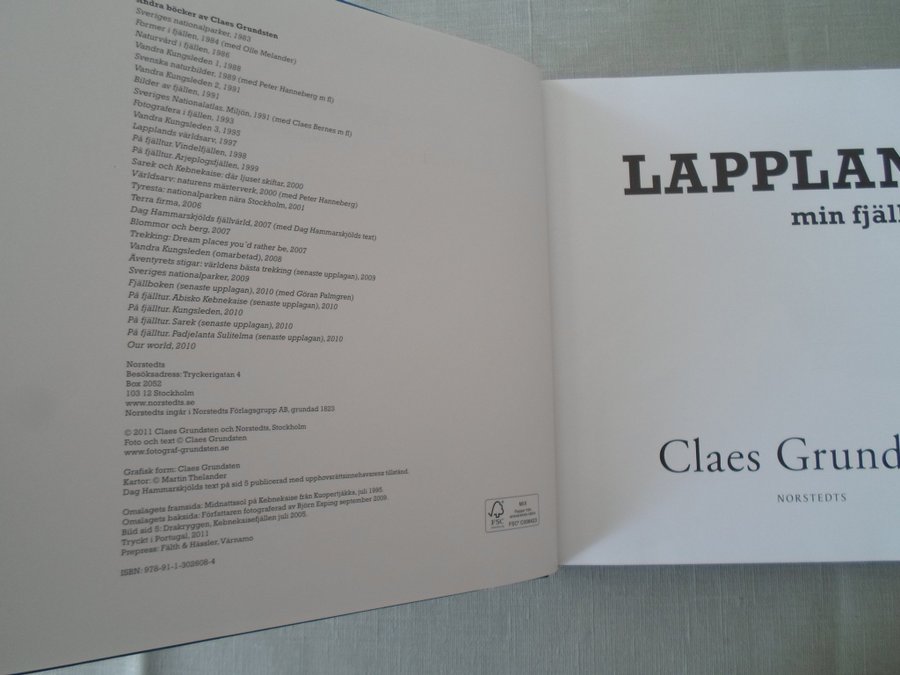 Andra böcker av Claes Grundsten
Sveriges nationalparker, 1983
Former i fjällen, 1984 (med Olle Melander)
Naturvård i fjällen, 1986
Vandra Kungsleden 1, 1988
Svenska naturbilder, 1989 (med Peter Hanneberg m fl)
Vandra Kungsleden 2, 1991
Bilder av fjällen, 1991
Sveriges Nationalatlas. Miljön, 1991 (med Claes Bernes m fl)
Fotografera i fjällen, 1993
Vandra Kungsleden 3, 1995
Lapplands världsarv, 1997
På fjälltur. Vindelfjällen, 1998
På fjälltur. Arjeplogsfjällen, 1999
Sarek och Kebnekaise: där ljuset skiftar, 2000
Världsarv: naturens mästerverk, 2000 (med Peter Hanneberg)
Tyresta: nationalparken nära Stockholm, 2001
Terra firma, 2006
Dag Hammarskjölds fjällvärld, 2007 (med Dag Hammarskjölds text)
Blommor och berg, 2007
Trekking: Dream places you´d rather be, 2007
Vandra Kungsleden (omarbetad), 2008
Äventyrets stigar: världens bästa trekking (senaste upplagan), 2009
Sveriges nationalparker, 2009
Fjällboken (senaste upplagan), 2010 (med Göran Palmgren)
På fjälltur. Abisko Kebnekaise (senaste upplagan), 2010
På fjälltur. Kungsleden, 2010
På fjälltur. Sarek (senaste upplagan), 2010
På fjälltur. Padjelanta Sulitelma (senaste upplagan), 2010
Our world, 2010
Norstedts
Besöksadress: Tryckerigatan 4
Box 2052
103 12 Stockholm
www.norstedts.se
Norstedts ingår i Norstedts Förlagsgrupp AB, grundad 1823
© 2011 Claes Grundsten och Norstedts, Stockholm
Foto och text © Claes Grundsten
www.fotograf-grundsten.se
Grafisk form: Claes Grundsten
Kartor: © Martin Thelander
Dag Hammarskjölds text på sid 5 publicerad med upphovsrättsinnehavarens tillstånd.
Omslagets framsida: Midnattssol på Kebnekaise från Kuopertjåkka, juli 1995.
Omslagets baksida: Författaren fotograferad av Björn Exping september 2009.
Bild sid 5: Drakryggen, Kebnekaisefjällen juli 2005.
Tryckt i Portugal, 2011
Prepress: Fälth & Hässler, Värnamo
ISBN: 978-91-1-302608-4
FSC
MIX
LAPPLAN
min fjäll
Claes Grund
NORSTEDTS